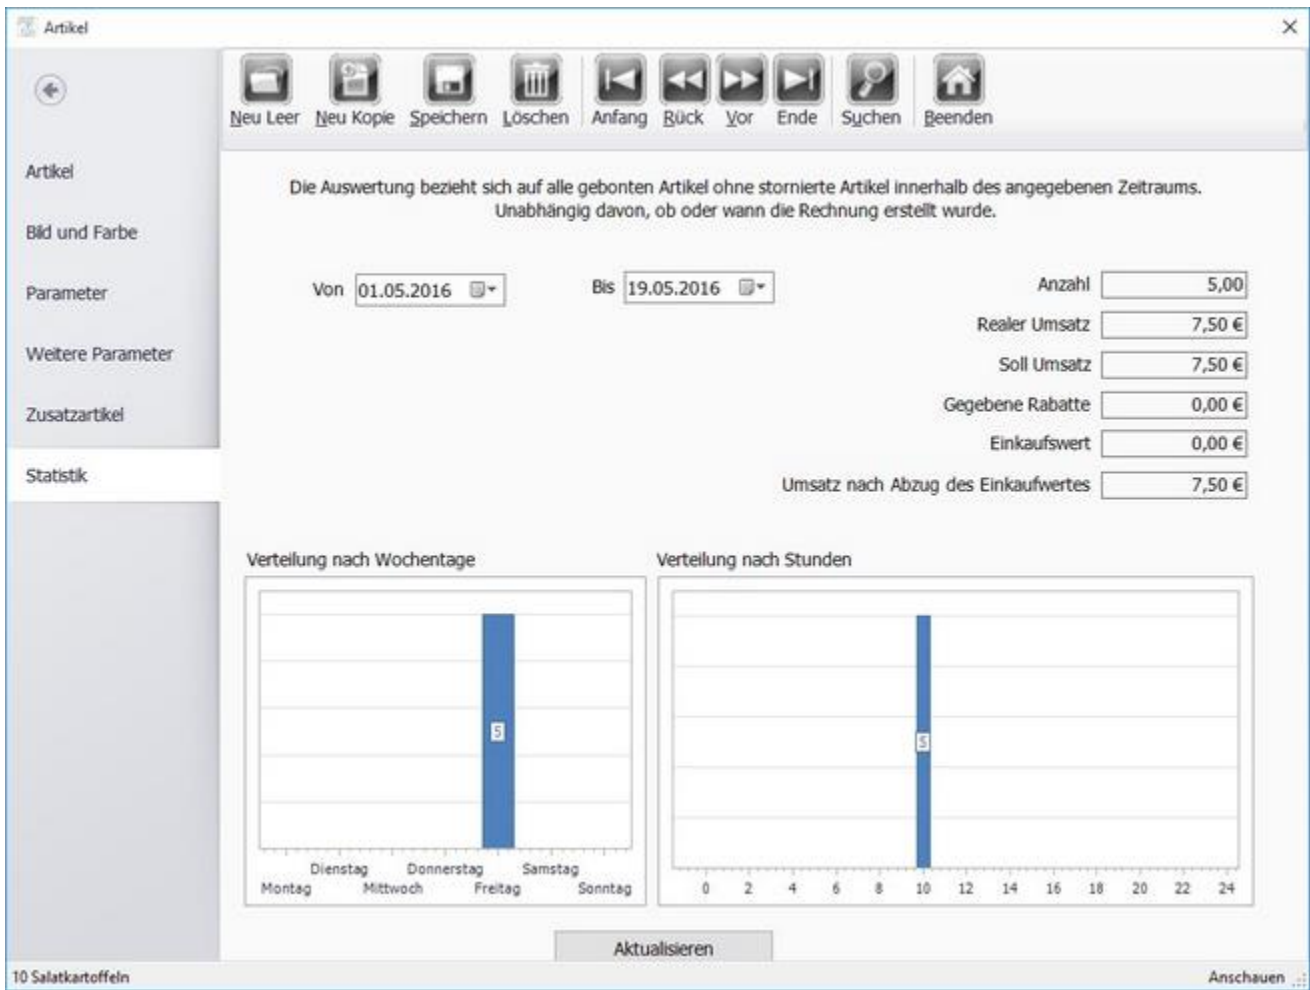 Artikel
Neu Leer Neu Kopie Speichern Löschen Anfang Rück Vor Ende Suchen Beenden
Artikel
Bild und Farbe
Parameter
Weitere Parameter
Zusatzartikel
Statistik
Die Auswertung bezieht sich auf alle gebonten Artikel ohne stornierte Artikel innerhalb des angegebenen Zeitraums.
Unabhängig davon, ob oder wann die Rechnung erstellt wurde.
Von 01.05.2016 Bis 19.05.2016
Anzahl 5,00
Realer Umsatz 7,50 €
Soll Umsatz 7,50 €
Gegebene Rabatte 0,00 €
Einkaufswert 0,00 €
Umsatz nach Abzug des Einkaufwertes 7,50 €
Verteilung nach Wochentage
5
Dienstag Donnerstag Samstag
Montag Mittwoch Freitag Sonntag
Verteilung nach Stunden
5
0 2 4 6 8 10 12 14 16 18 20 22 24
Aktualisieren
10 Salatkartoffeln Anschauen